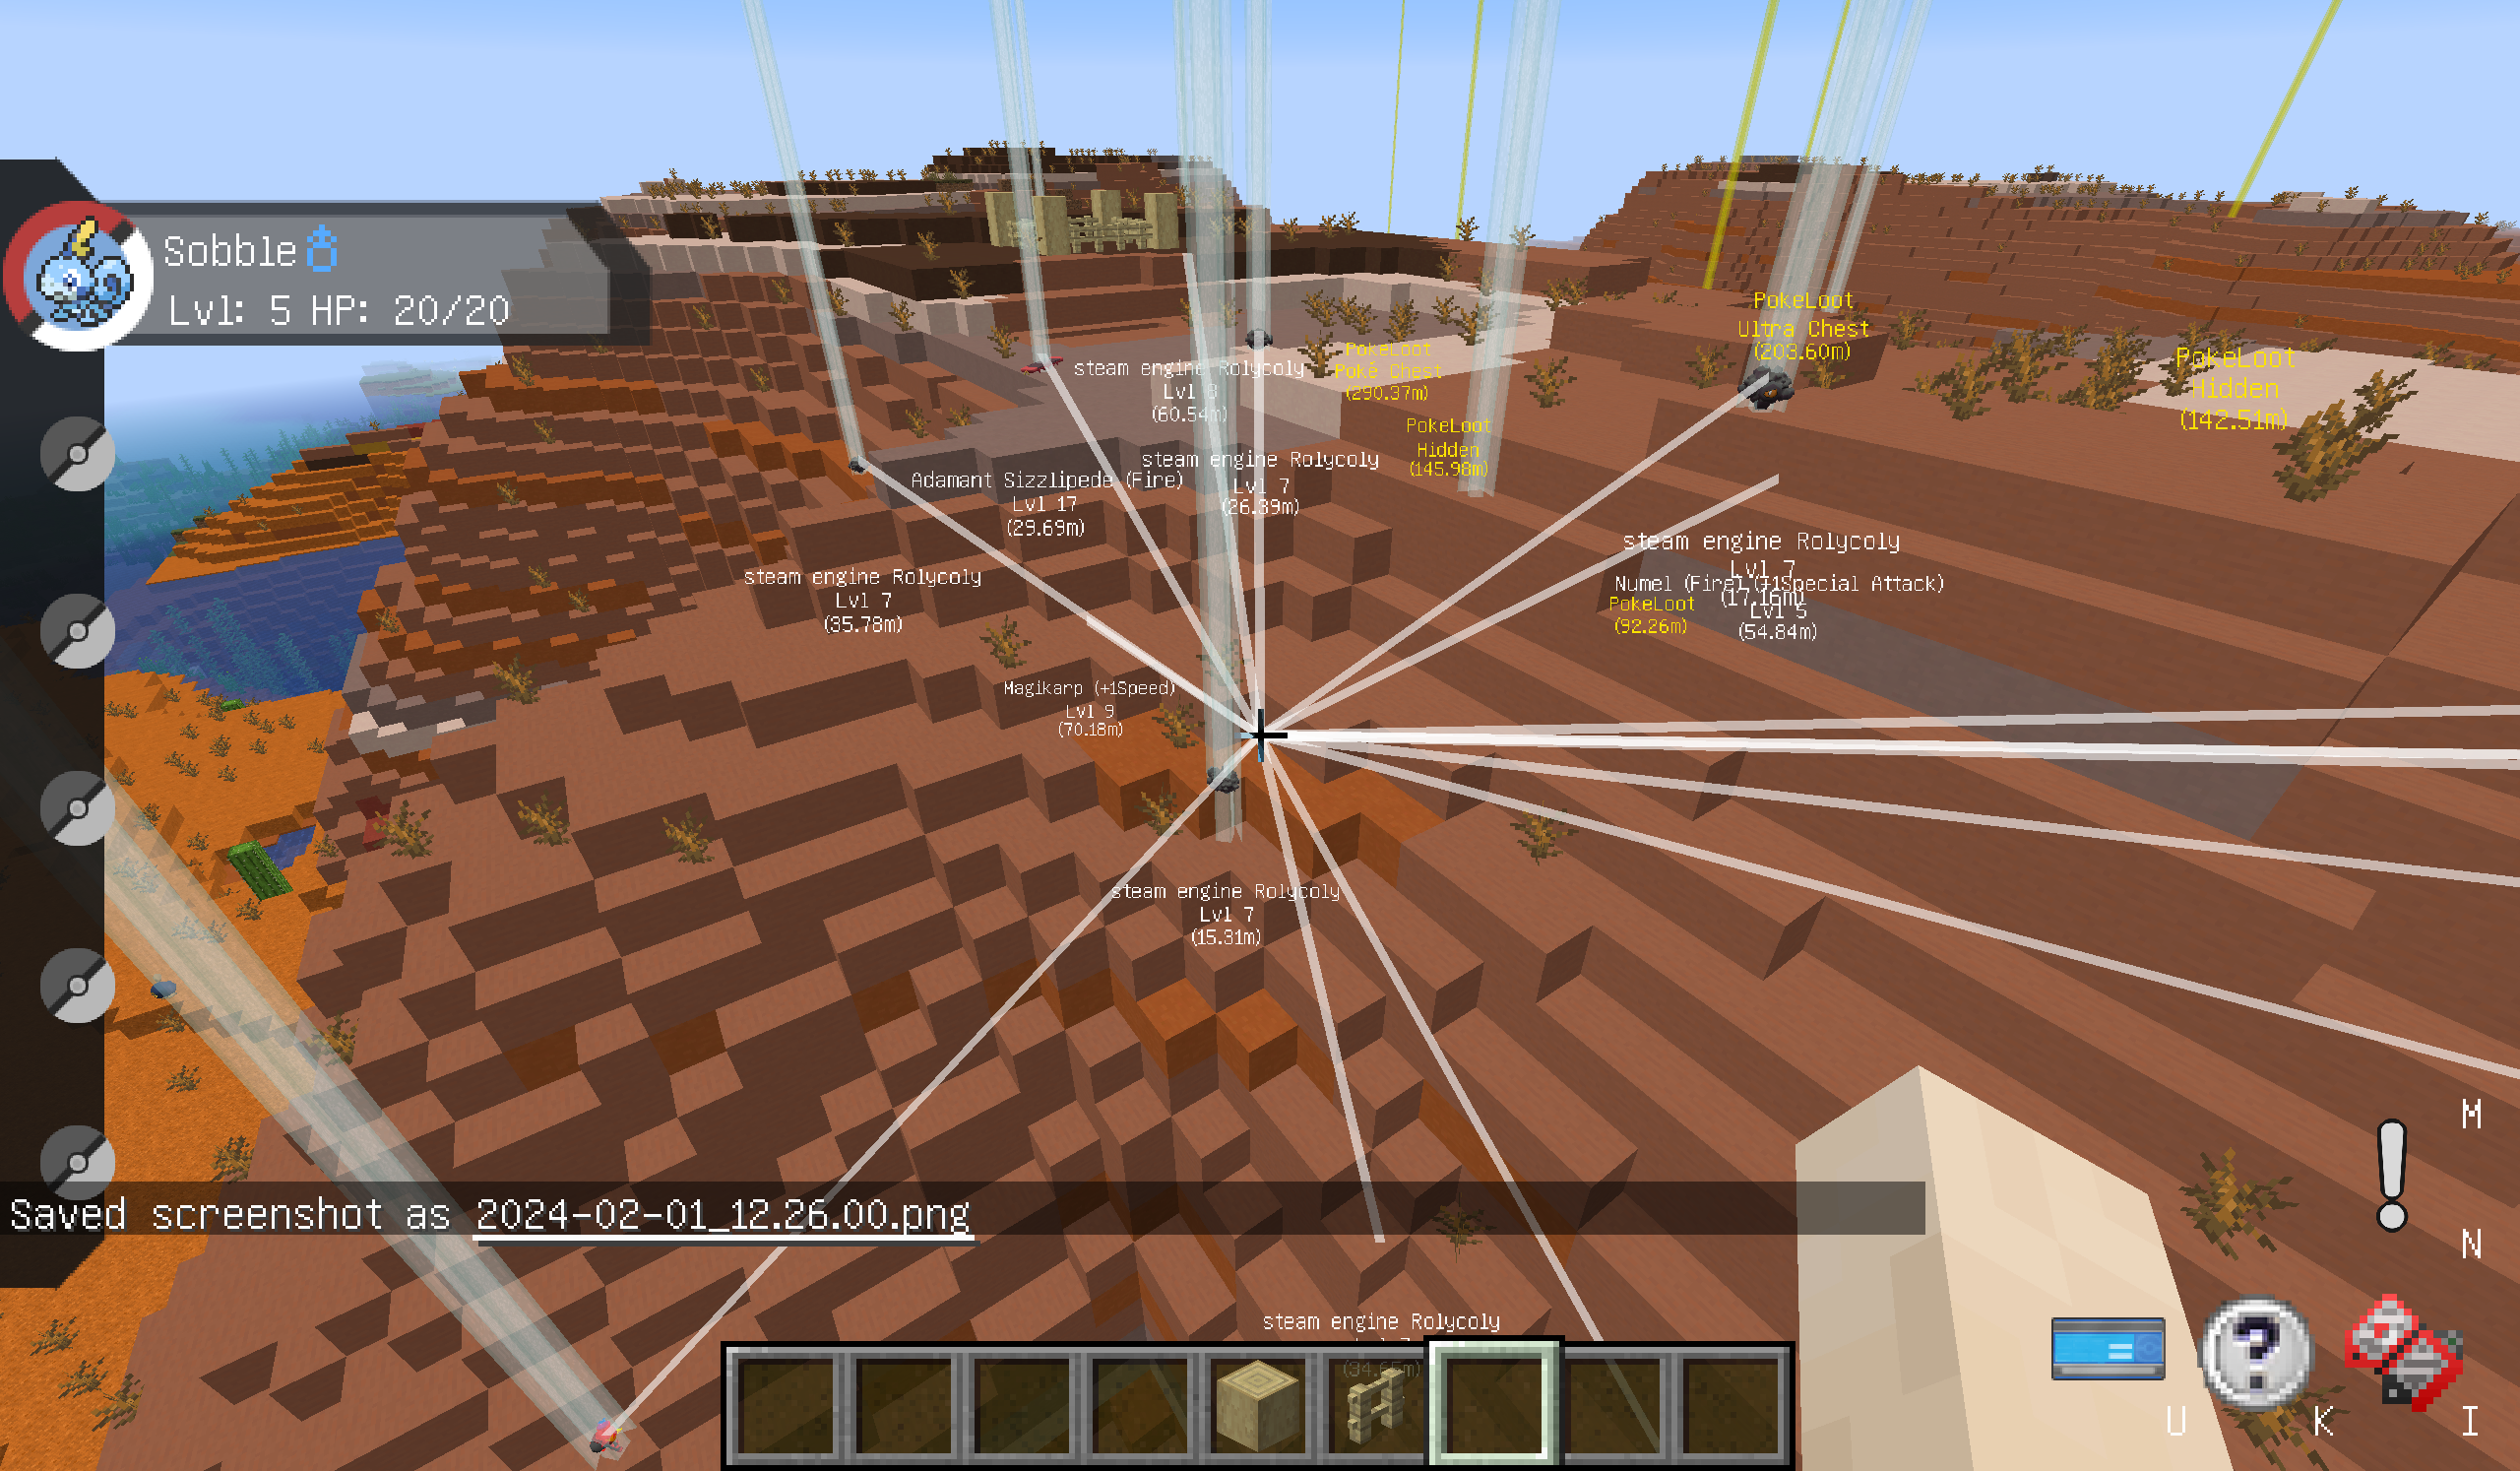 Sobble
Lvl: 5 HP: 20/20
PokeLoot
Ultra Chest
(203.60m)
PokeLoot
Poke Chest
(290.37m)
PokeLoot
Hidden
(142.51m)
steam engine Rolycoly
Lvl 8
(60.54m)
PokeLoot
Hidden
(145.98m)
steam engine Rolycoly
Lvl 7
(26.39m)
Adamant Sizzlipede (Fire)
Lvl 17
(29.69m)
steam engine Rolycoly
Lvl 7
(17.16m)
steam engine Rolycoly
Lvl 7
(35.78m)
Numel (Fire) (+1Special Attack)
Lvl 5
(54.84m)
PokeLoot
(92.26m)
Magikarp (+1Speed)
Lvl 9
(70.18m)
steam engine Rolycoly
Lvl 7
(15.31m)
Saved screenshot as 2024-02-01_12.26.00.png
steam engine Rolycoly
(34.65m)
M
N
U
K
I